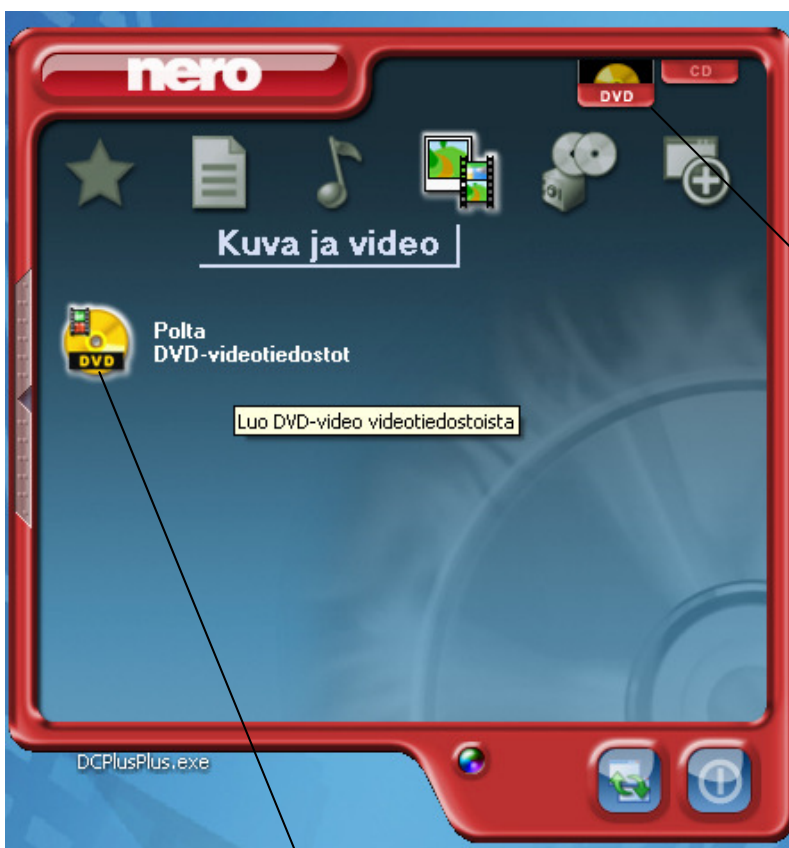 nero
CD
DVD
Kuva ja video
DVD
Polta
DVD-videotiedostot
Luo DVD-video videotiedostoista
DCPlusPlus.exe